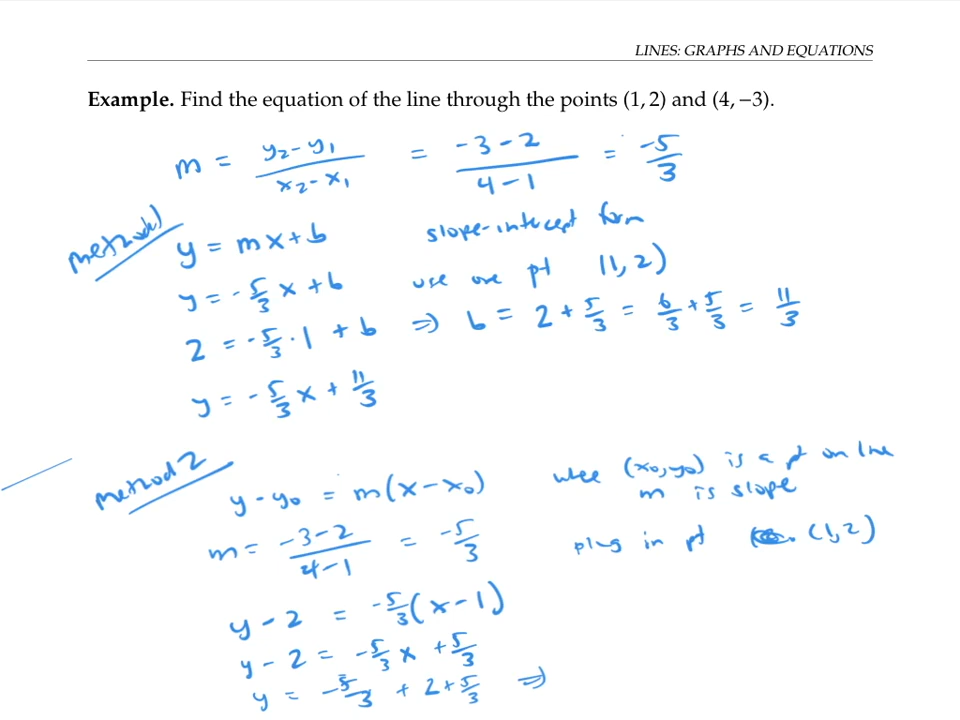 LINES: GRAPHS AND EQUATIONS
Example. Find the equation of the line through the points (1, 2) and (4, −3).
m = (y₂-y₁)/(x₂-x₁) = (-3-2)/(4-1) = -5/3
method 1
y = mx+b slope-intercept form
y = -5/3 x + b use one pt (1, 2)
2 = -5/3 · 1 + b ⇒ b = 2 + 5/3 = 6/3 + 5/3 = 11/3
y = -5/3 x + 11/3
method 2
y-y₀ = m(x-x₀) where (x₀,y₀) is a pt on line
m is slope
m = (-3-2)/(4-1) = -5/3 plug in pt (1,2)
y-2 = -5/3(x-1)
y-2 = -5/3 x + 5/3
y = -5/3 + 2 + 5/3 ⇒